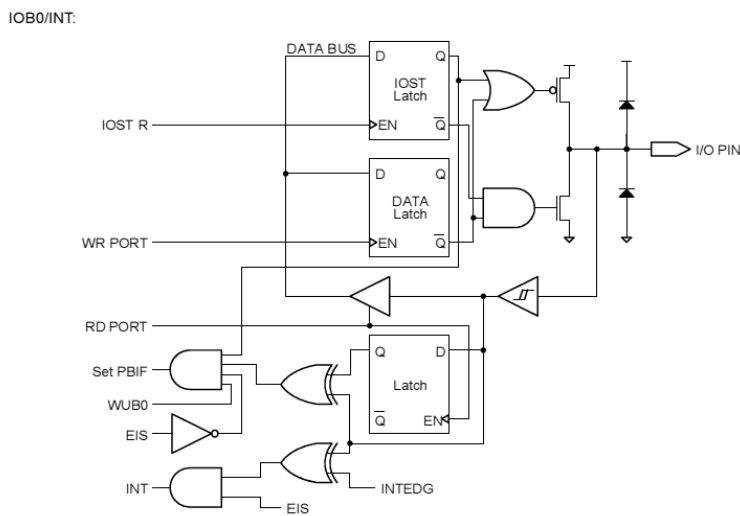 IOB0/INT:
DATA BUS
D Q
IOST
Latch
IOST R
EN Q̅
I/O PIN
D Q
DATA
Latch
WR PORT
EN Q̅
RD PORT
Q D
Set PBIF
Latch
WUB0
Q̅ EN
EIS
INT
INTEDG
EIS